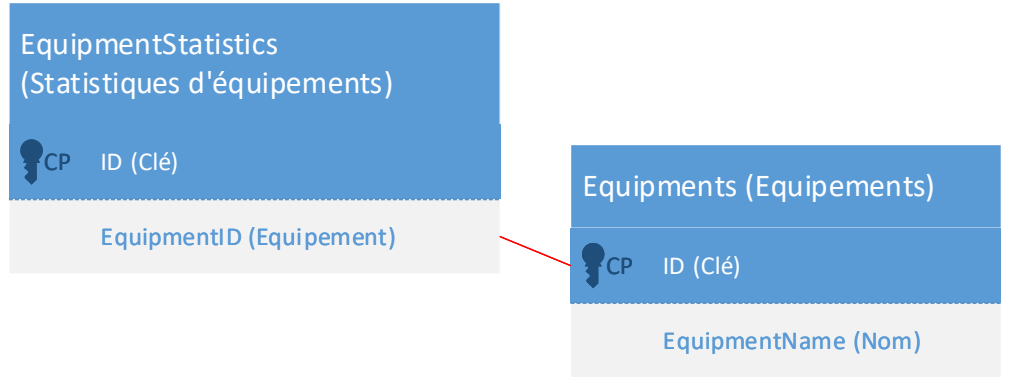 EquipmentStatistics
(Statistiques d'équipements)
CP ID (Clé)
EquipmentID (Equipement)
Equipments (Equipements)
CP ID (Clé)
EquipmentName (Nom)